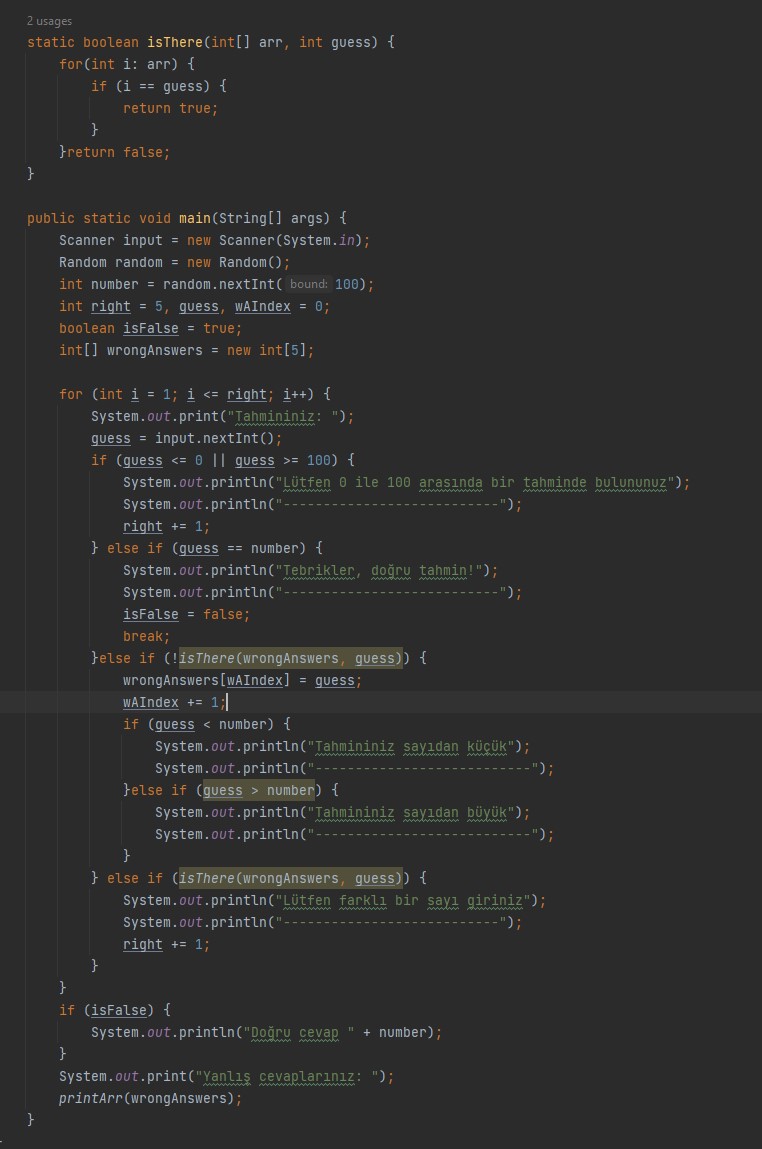 2 usages
static boolean isThere(int[] arr, int guess) {
    for(int i: arr) {
        if (i == guess) {
            return true;
        }
    }return false;
}
public static void main(String[] args) {
    Scanner input = new Scanner(System.in);
    Random random = new Random();
    int number = random.nextInt( bound: 100);
    int right = 5, guess, wAIndex = 0;
    boolean isFalse = true;
    int[] wrongAnswers = new int[5];
    for (int i = 1; i <= right; i++) {
        System.out.print("Tahmininiz: ");
        guess = input.nextInt();
        if (guess <= 0 || guess >= 100) {
            System.out.println("Lütfen 0 ile 100 arasında bir tahminde bulununuz");
            System.out.println("---------------------------");
            right += 1;
        } else if (guess == number) {
            System.out.println("Tebrikler, doğru tahmin!");
            System.out.println("---------------------------");
            isFalse = false;
            break;
        }else if (!isThere(wrongAnswers, guess)) {
            wrongAnswers[wAIndex] = guess;
            wAIndex += 1;
            if (guess < number) {
                System.out.println("Tahmininiz sayıdan küçük");
                System.out.println("---------------------------");
            }else if (guess > number) {
                System.out.println("Tahmininiz sayıdan büyük");
                System.out.println("---------------------------");
            }
        } else if (isThere(wrongAnswers, guess)) {
            System.out.println("Lütfen farklı bir sayı giriniz");
            System.out.println("---------------------------");
            right += 1;
        }
    }
    if (isFalse) {
        System.out.println("Doğru cevap " + number);
    }
    System.out.print("Yanlış cevaplarınız: ");
    printArr(wrongAnswers);
}